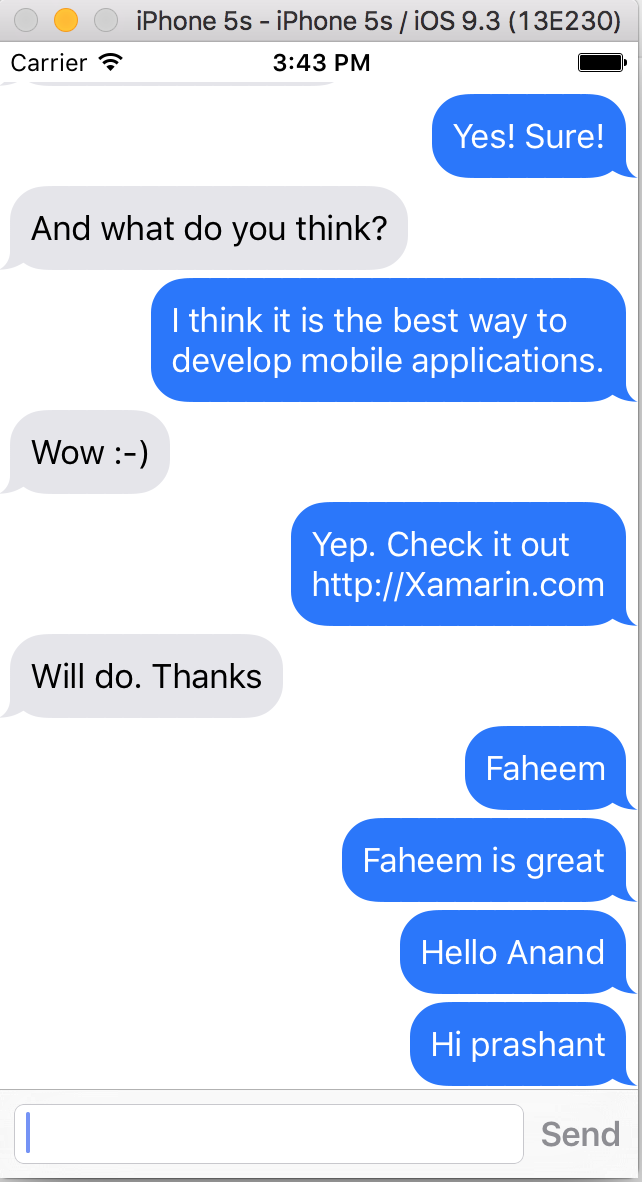 iPhone 5s - iPhone 5s / iOS 9.3 (13E230)
Carrier 3:43 PM
Yes! Sure!
And what do you think?
I think it is the best way to
develop mobile applications.
Wow :-)
Yep. Check it out
http://Xamarin.com
Will do. Thanks
Faheem
Faheem is great
Hello Anand
Hi prashant
Send